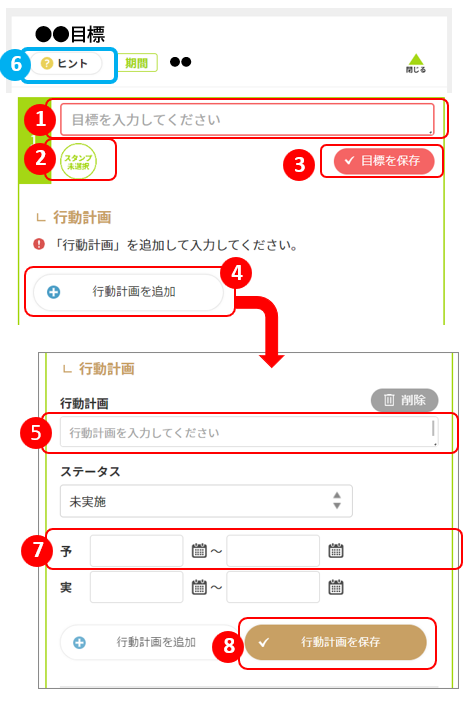 ●●目標
6
? ヒント
期間
●●
閉じる
1
目標を入力してください
2
スタンプ
未選択
3
目標を保存
行動計画
「行動計画」を追加して入力してください。
4
行動計画を追加
行動計画
行動計画
削除
5
行動計画を入力してください
ステータス
未実施
7
予
～
実
～
行動計画を追加
8
行動計画を保存